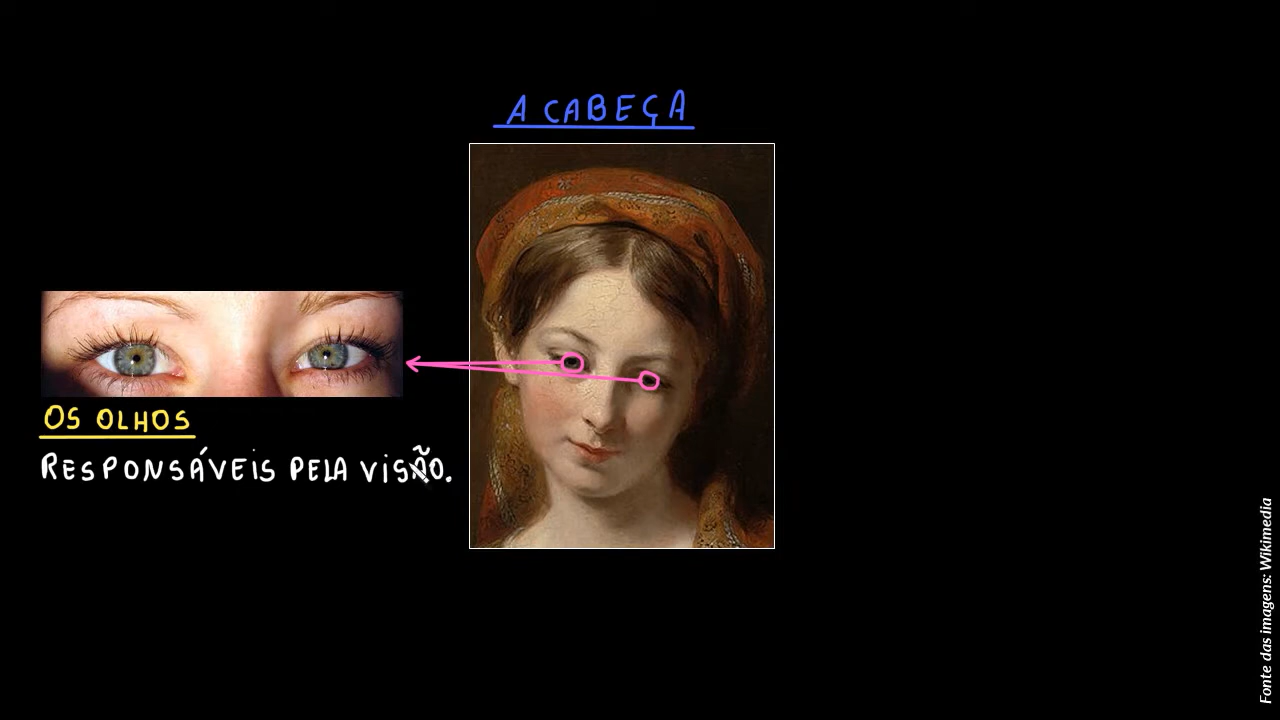 A CABEÇA
OS OLHOS
RESPONSÁVEIS PELA VISÃO.
Fonte das imagens: Wikimedia